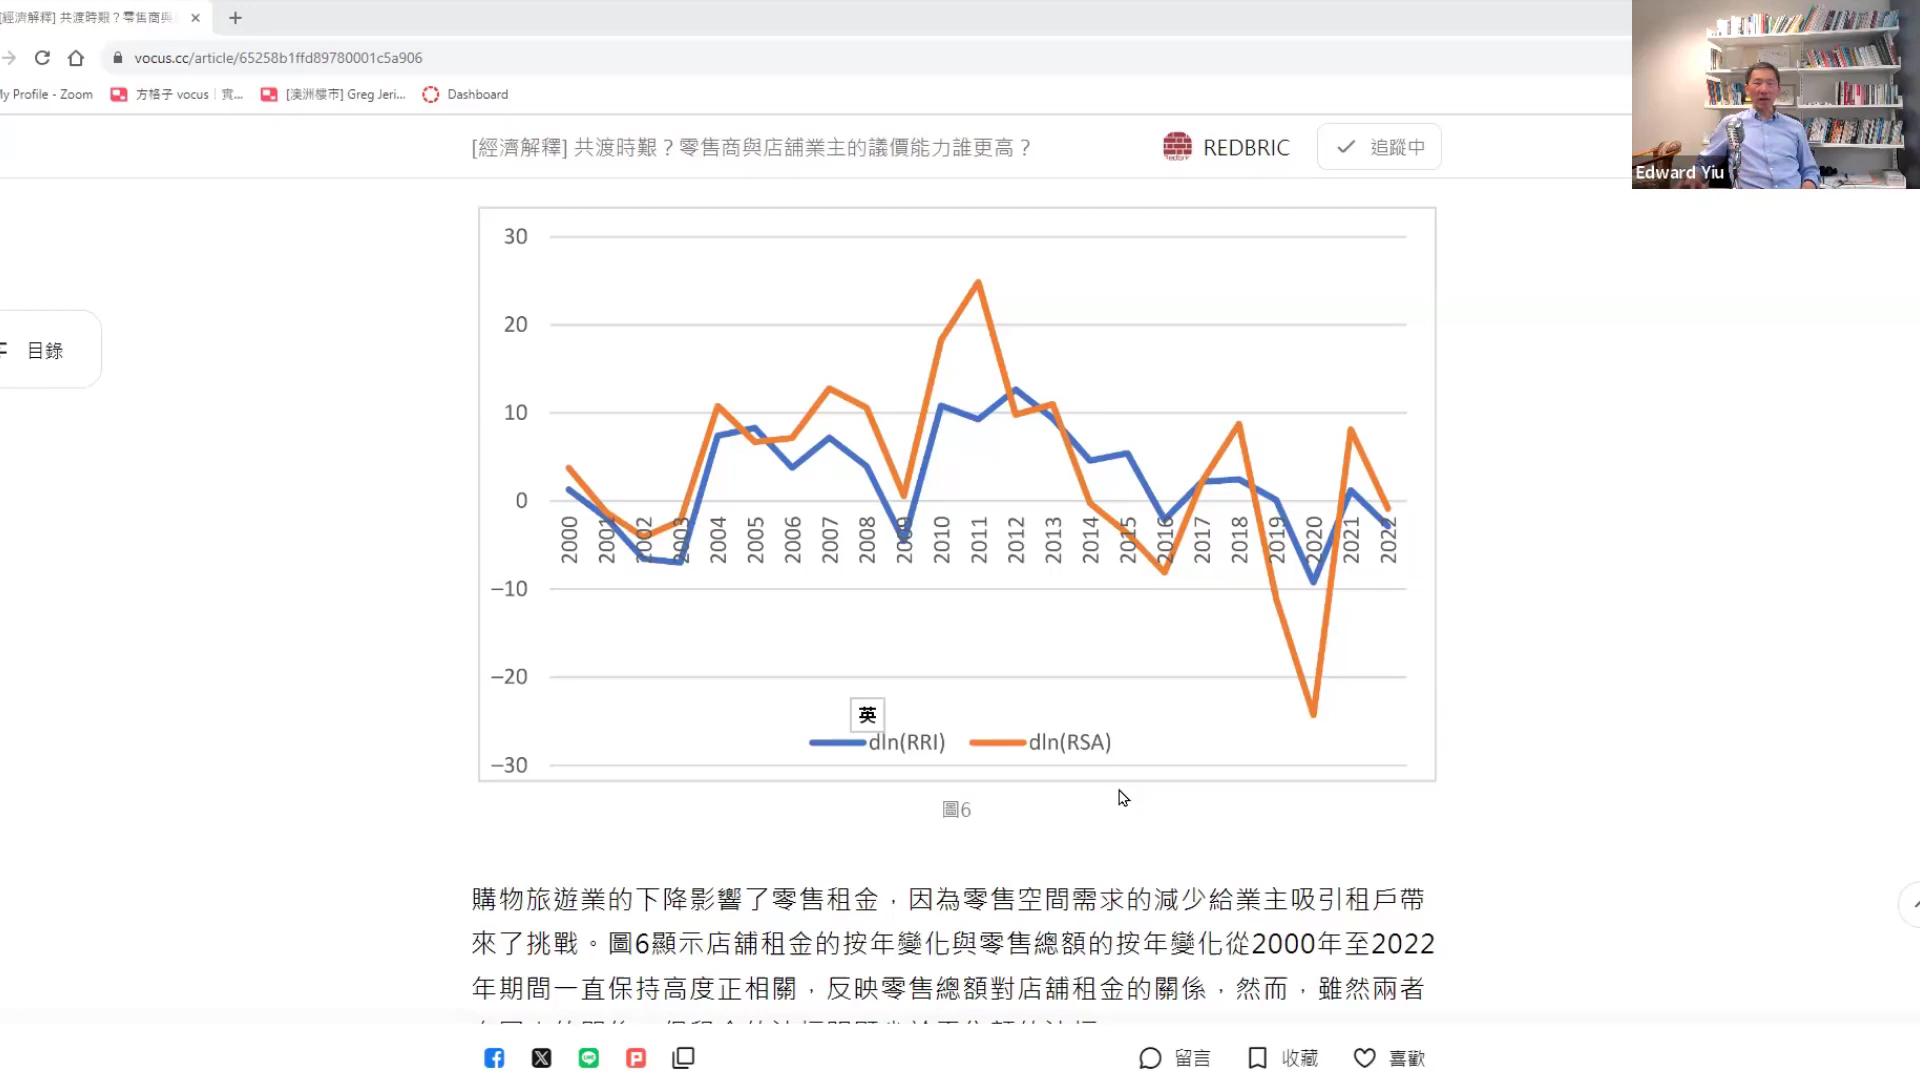 [經濟解釋] 共渡時艱？零售商與
vocus.cc/article/65258b1ffd89780001c5a906
My Profile - Zoom
方格子 vocus｜實...
[澳洲樓市] Greg Jeri...
Dashboard
[經濟解釋] 共渡時艱？零售商與店舖業主的議價能力誰更高？
REDBRIC
追蹤中
Edward Yiu
目錄
30
20
10
0
−10
−20
−30
2000
2001
2002
2003
2004
2005
2006
2007
2008
2009
2010
2011
2012
2013
2014
2015
2016
2017
2018
2019
2020
2021
2022
英
dln(RRI)
dln(RSA)
圖6
購物旅遊業的下降影響了零售租金，因為零售空間需求的減少給業主吸引租戶帶
來了挑戰。圖6顯示店舖租金的按年變化與零售總額的按年變化從2000年至2022
年期間一直保持高度正相關，反映零售總額對店舖租金的關係，然而，雖然兩者
留言
收藏
喜歡